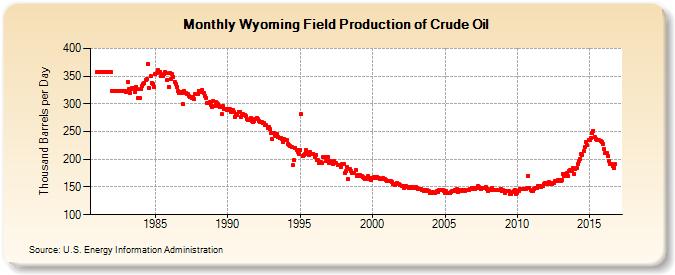 Monthly Wyoming Field Production of Crude Oil
Thousand Barrels per Day
400
350
300
250
200
150
100
1985 1990 1995 2000 2005 2010 2015
Source: U.S. Energy Information Administration